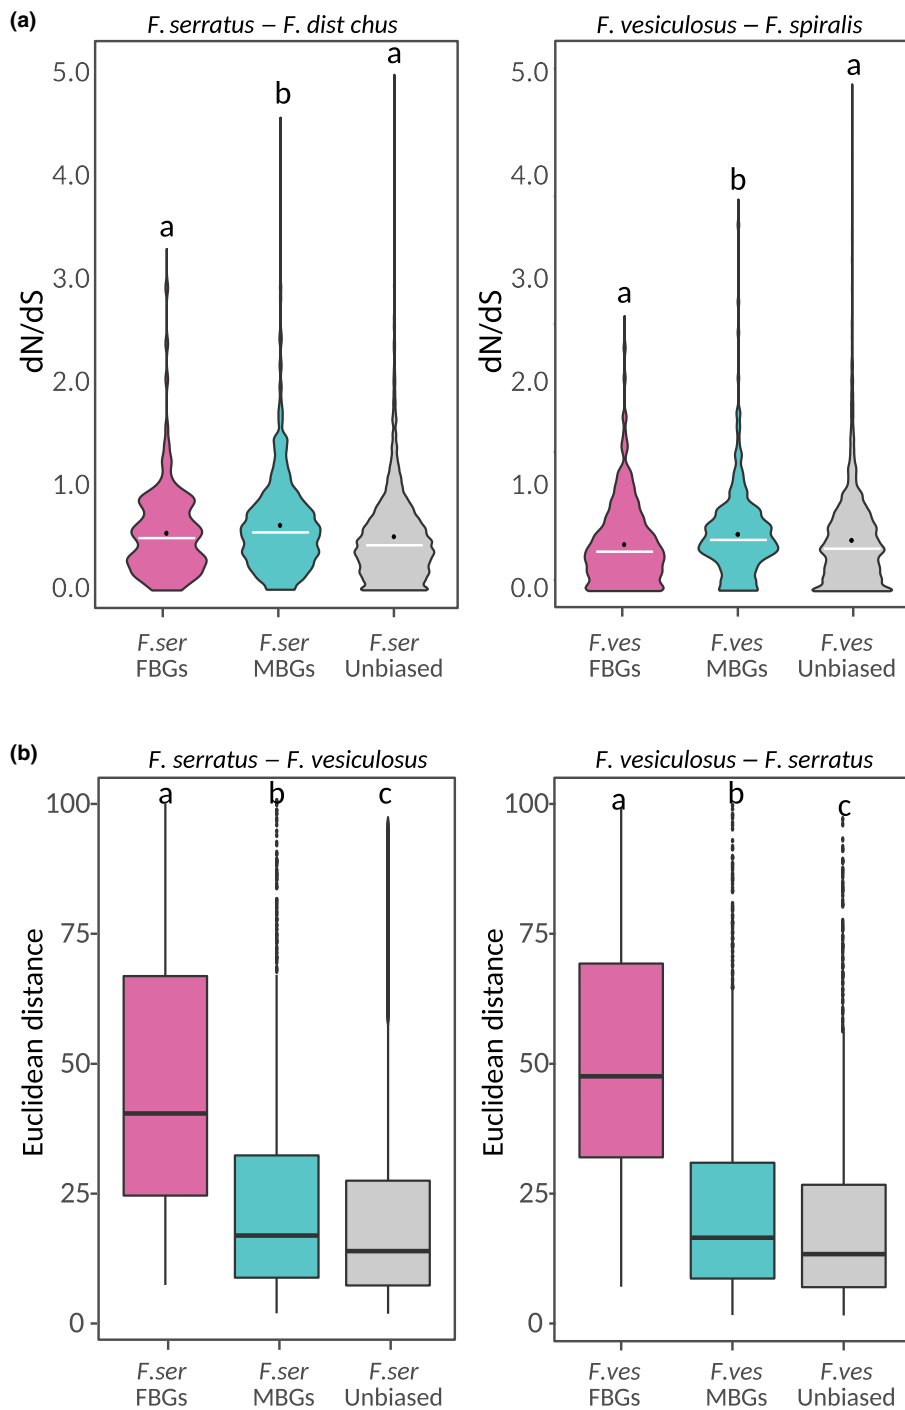 (a)
F. serratus – F. dist chus
F. vesiculosus – F. spiralis
dN/dS
5.0
4.0
3.0
2.0
1.0
0.0
a
b
a
F.ser
FBGs
F.ser
MBGs
F.ser
Unbiased
dN/dS
5.0
4.0
3.0
2.0
1.0
0.0
a
b
a
F.ves
FBGs
F.ves
MBGs
F.ves
Unbiased
(b)
F. serratus – F. vesiculosus
F. vesiculosus – F. serratus
Euclidean distance
100
75
50
25
0
a
b
c
F.ser
FBGs
F.ser
MBGs
F.ser
Unbiased
Euclidean distance
100
75
50
25
0
a
b
c
F.ves
FBGs
F.ves
MBGs
F.ves
Unbiased